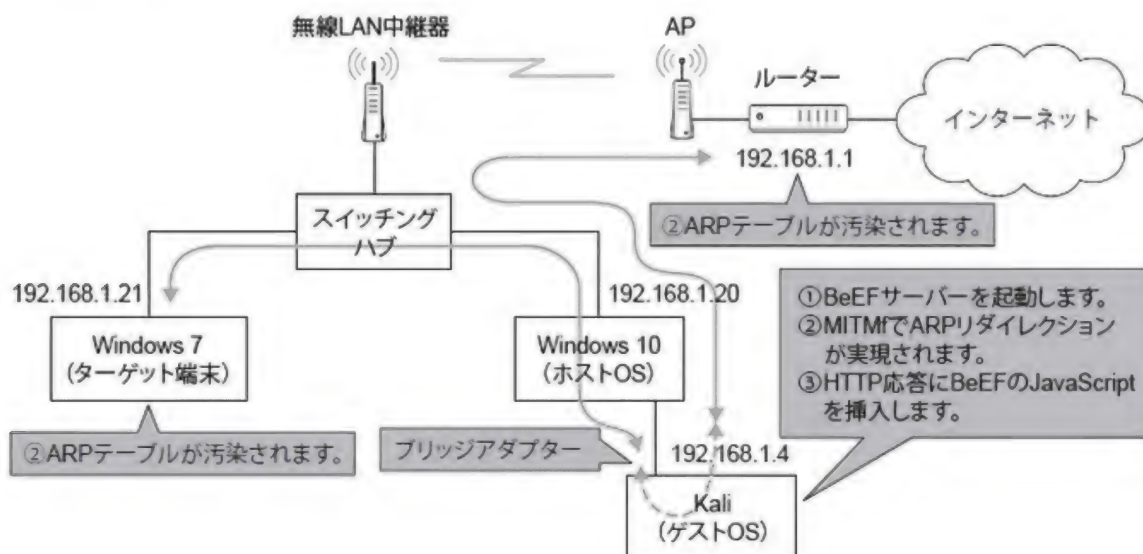 無線LAN中継器
AP
ルーター
インターネット
192.168.1.1
②ARPテーブルが汚染されます。
スイッチング
ハブ
192.168.1.21
192.168.1.20
Windows 7
(ターゲット端末)
Windows 10
(ホストOS)
①BeEFサーバーを起動します。
②MITMfでARPリダイレクション
が実現されます。
③HTTP応答にBeEFのJavaScript
を挿入します。
②ARPテーブルが汚染されます。
ブリッジアダプター
192.168.1.4
Kali
(ゲストOS)